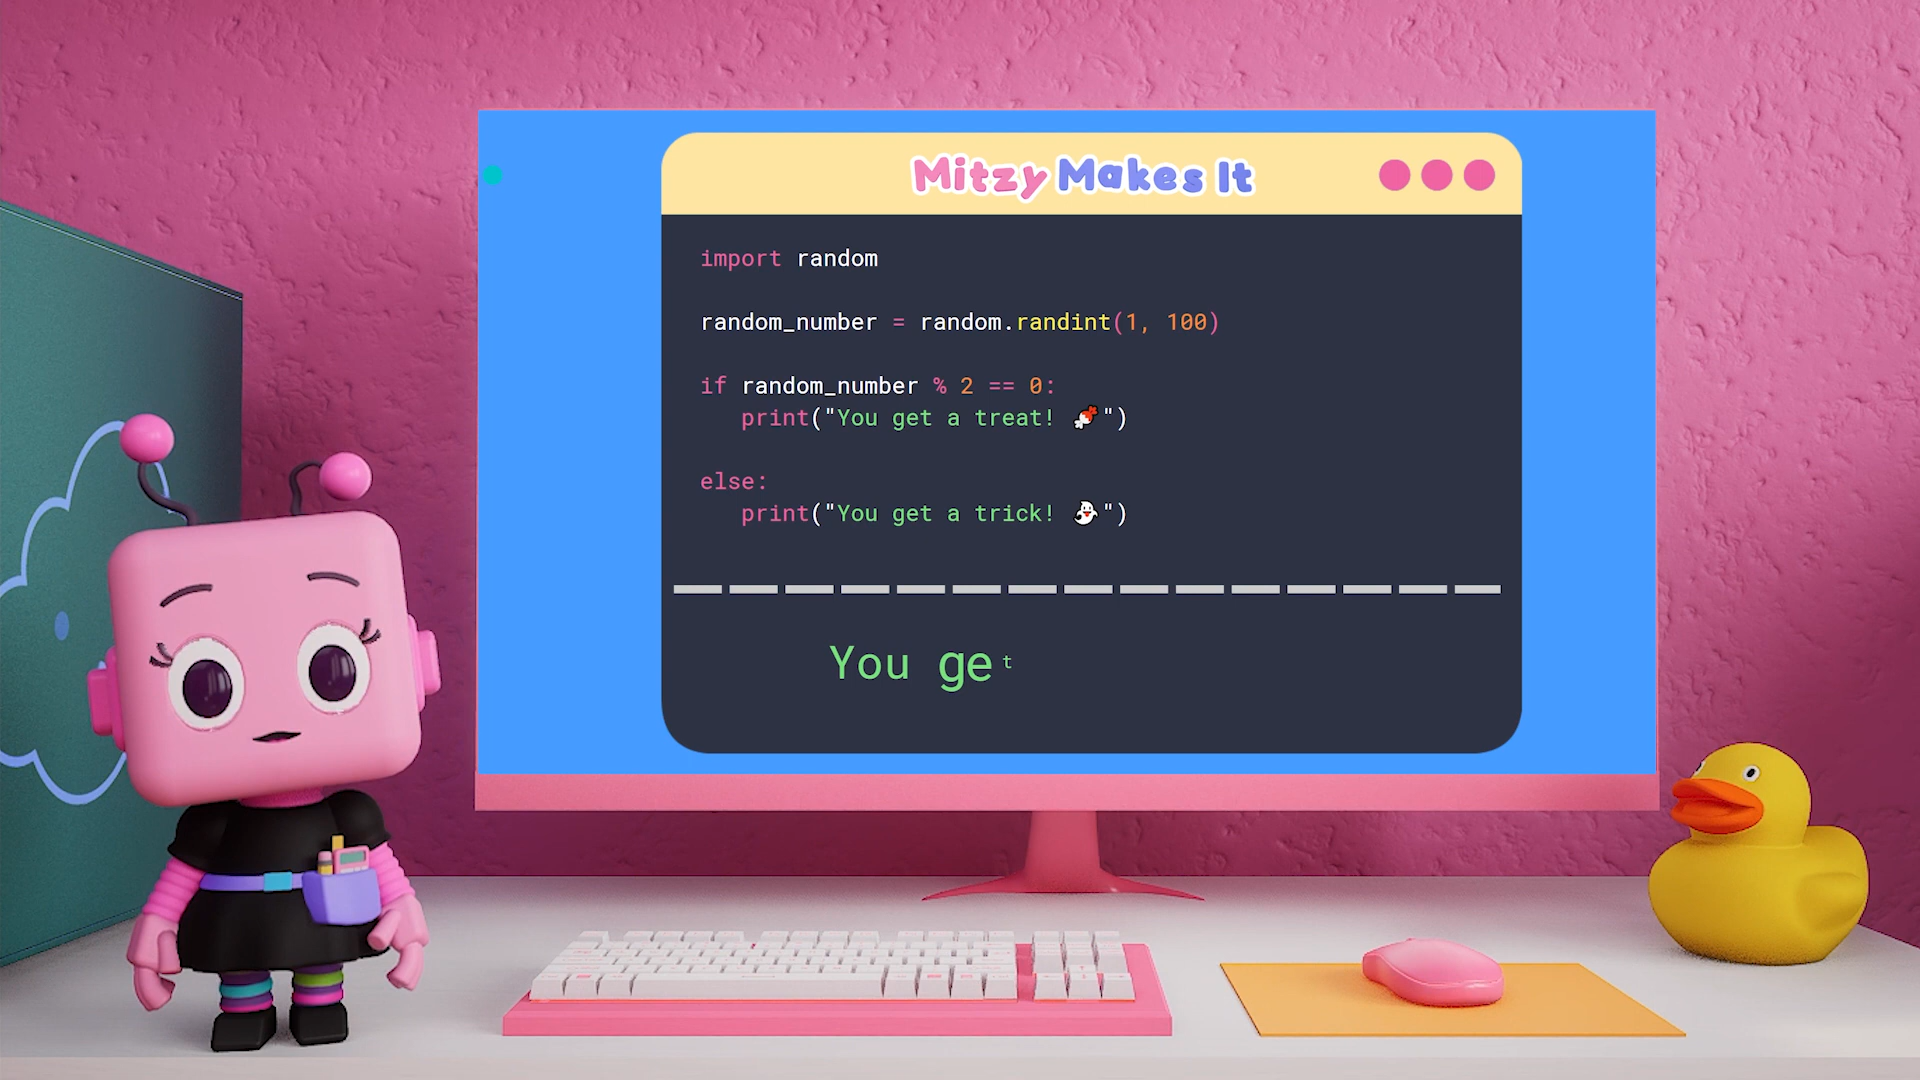 Mitzy Makes It
import random
random_number = random.randint(1, 100)
if random_number % 2 == 0:
print("You get a treat! 🍬")
else:
print("You get a trick! 👻")
You get